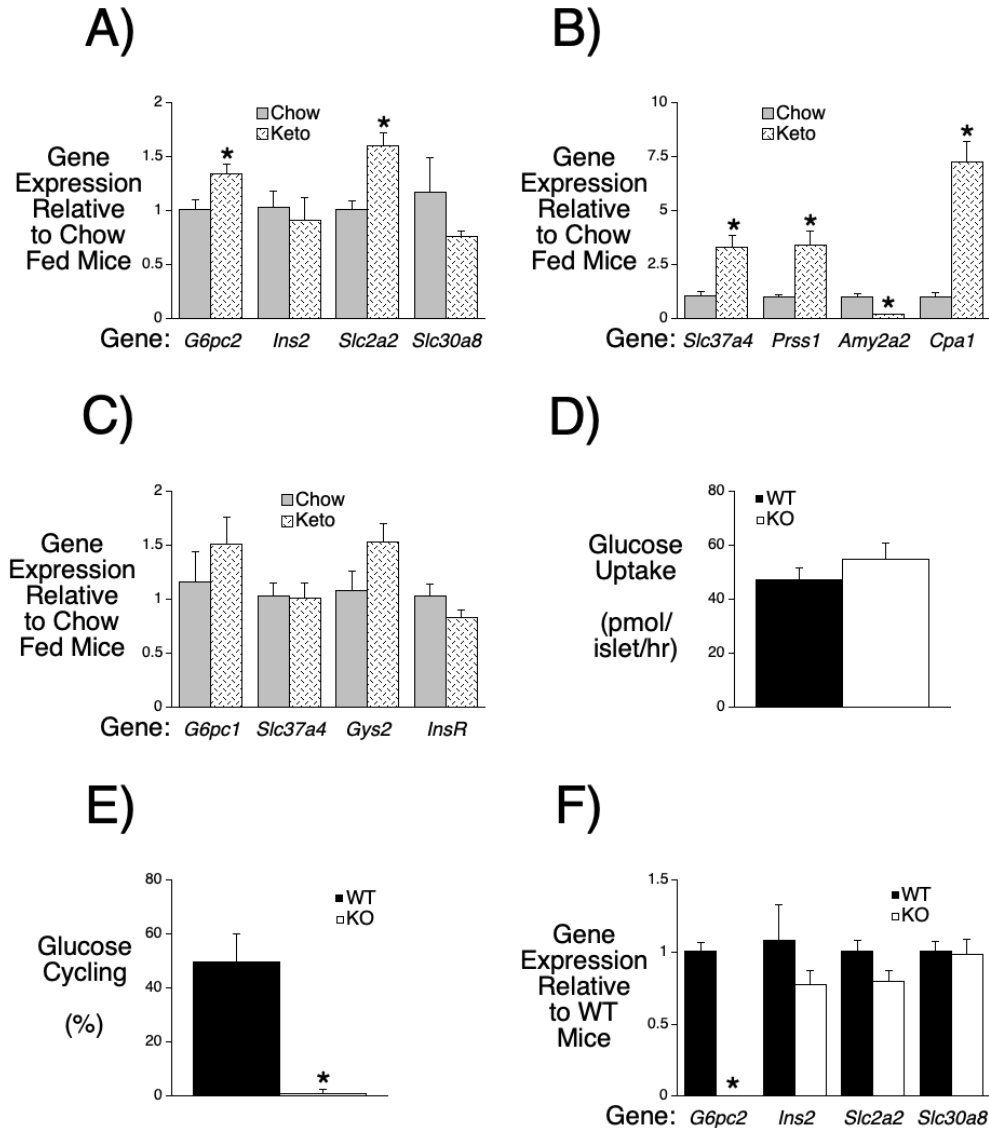 A)
2
1.5
1
0.5
0
Gene
Expression
Relative
to Chow
Fed Mice
Chow
Keto
*
*
Gene: G6pc2 Ins2 Slc2a2 Slc30a8
B)
10
7.5
5
2.5
0
Gene
Expression
Relative
to Chow
Fed Mice
Chow
Keto
*
*
*
*
Gene: Slc37a4 Prss1 Amy2a2 Cpa1
C)
2
1.5
1
0.5
0
Gene
Expression
Relative
to Chow
Fed Mice
Chow
Keto
Gene: G6pc1 Slc37a4 Gys2 InsR
D)
80
60
40
20
0
Glucose
Uptake
(pmol/
islet/hr)
WT
KO
E)
80
60
40
20
0
Glucose
Cycling
(%)
WT
KO
*
F)
1.5
1
0.5
0
Gene
Expression
Relative
to WT
Mice
WT
KO
*
Gene: G6pc2 Ins2 Slc2a2 Slc30a8